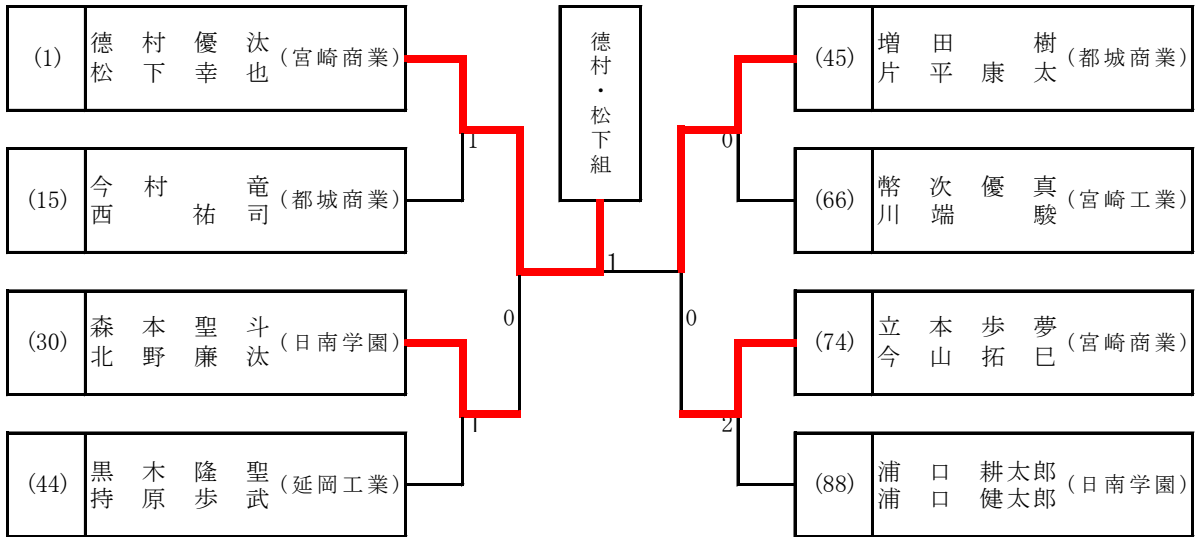 (1) 德村優汰 (宮崎商業)
松下幸也
1
(15) 今村竜 (都城商業)
西祐司
0
(30) 森本聖斗 (日南学園)
北野廉汰
1
(44) 黒木隆聖 (延岡工業)
持原歩武
德村・松下組
1
(45) 増田樹 (都城商業)
片平康太
0
(66) 幣次優真 (宮崎工業)
川端駿
0
(74) 立本歩夢 (宮崎商業)
今山拓巳
2
(88) 浦口耕太郎 (日南学園)
浦口健太郎